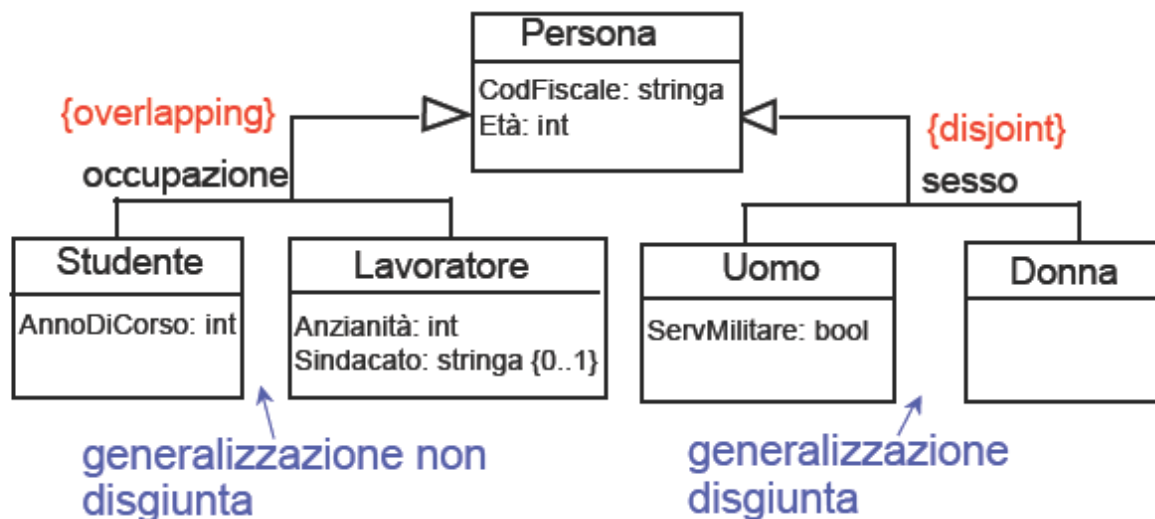 Persona
CodFiscale: stringa
Età: int
{overlapping}
{disjoint}
occupazione
sesso
Studente
AnnoDiCorso: int
Lavoratore
Anzianità: int
Sindacato: stringa {0..1}
Uomo
ServMilitare: bool
Donna
generalizzazione non
disgiunta
generalizzazione
disgiunta